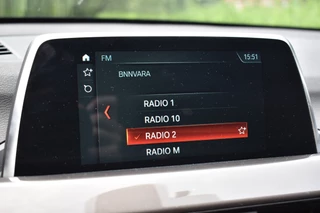 FM
15:51
BNNVARA
RADIO 1
RADIO 10
RADIO 2
RADIO M